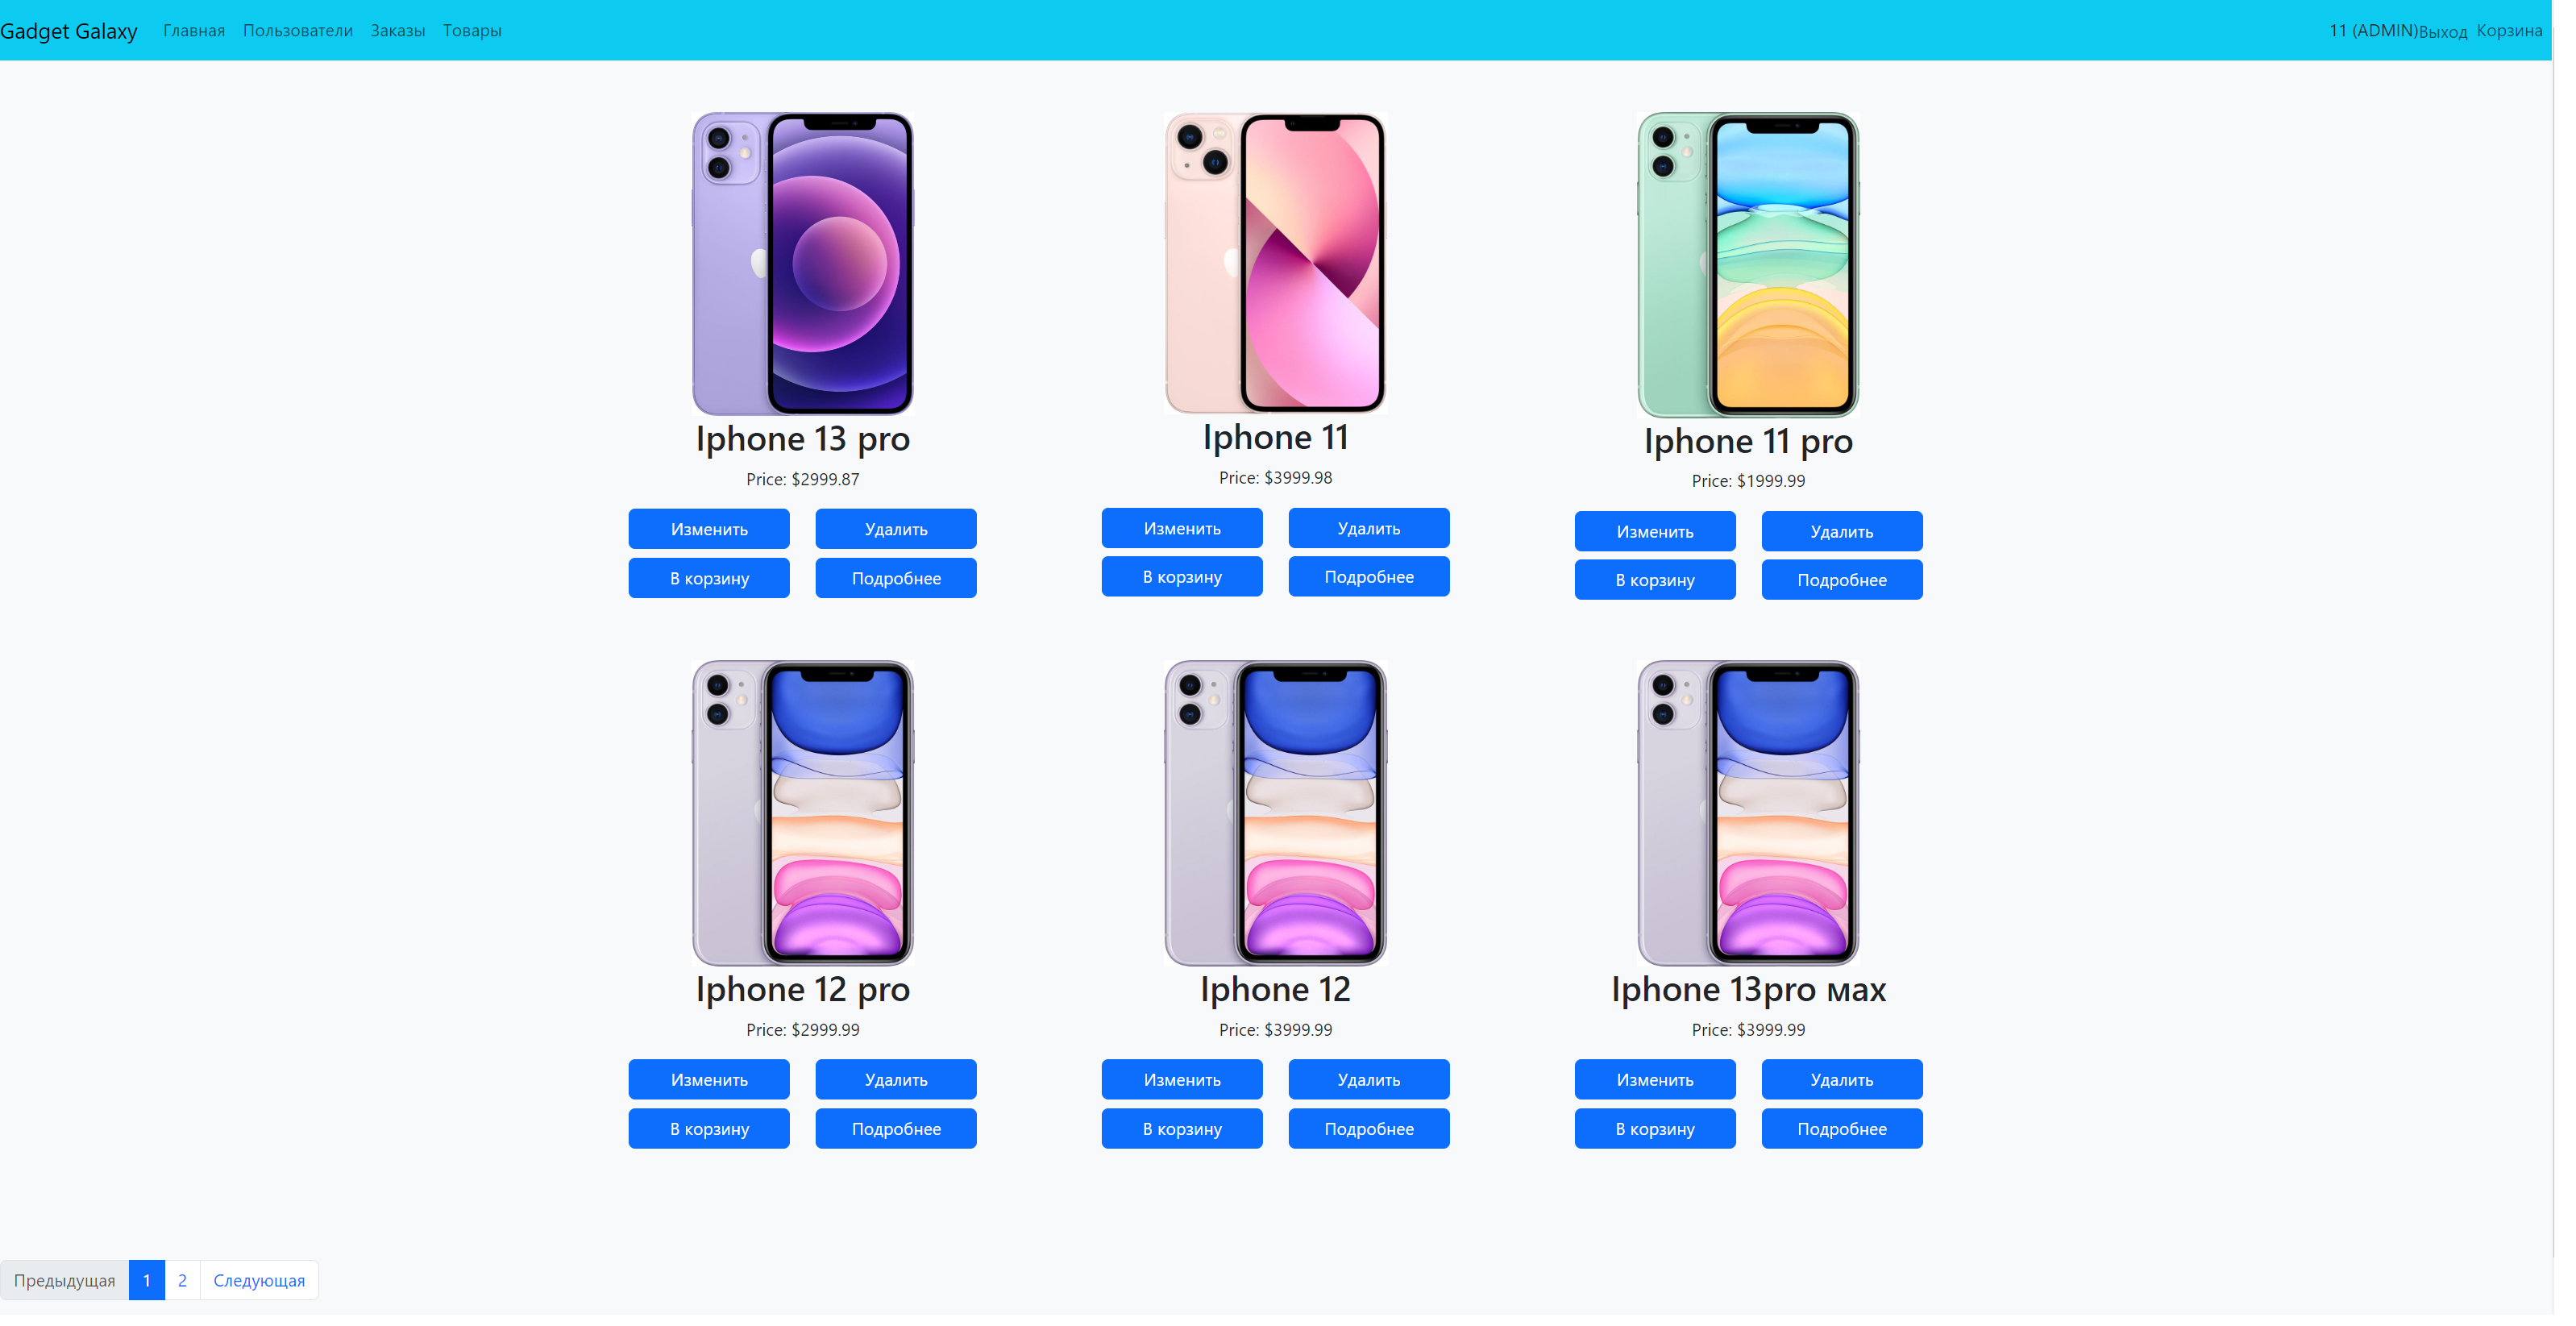 Gadget Galaxy Главная Пользователи Заказы Товары 11 (ADMIN)Выход Корзина
Iphone 13 pro
Price: $2999.87
Изменить Удалить
В корзину Подробнее
Iphone 11
Price: $3999.98
Изменить Удалить
В корзину Подробнее
Iphone 11 pro
Price: $1999.99
Изменить Удалить
В корзину Подробнее
Iphone 12 pro
Price: $2999.99
Изменить Удалить
В корзину Подробнее
Iphone 12
Price: $3999.99
Изменить Удалить
В корзину Подробнее
Iphone 13pro мах
Price: $3999.99
Изменить Удалить
В корзину Подробнее
Предыдущая 1 2 Следующая